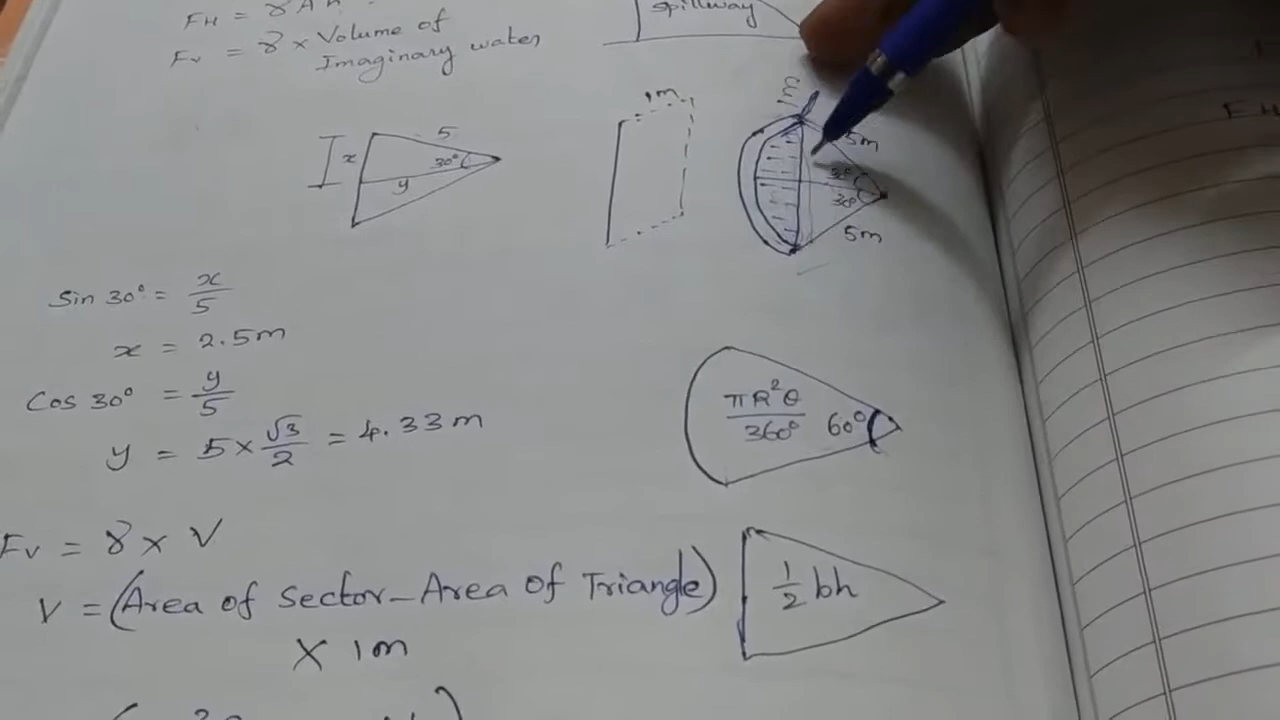 FH = γ A h
Fv = γ × Volume of
Imaginary water
Spillway
1m
5
x
30°
y
5m
30°
30°
5m
Sin 30° = x/5
x = 2.5m
Cos 30° = y/5
y = 5 × √3/2 = 4.33m
πR²θ/360° 60°
Fv = γ × V
V = (Area of Sector - Area of Triangle)
× 1m
1/2 bh